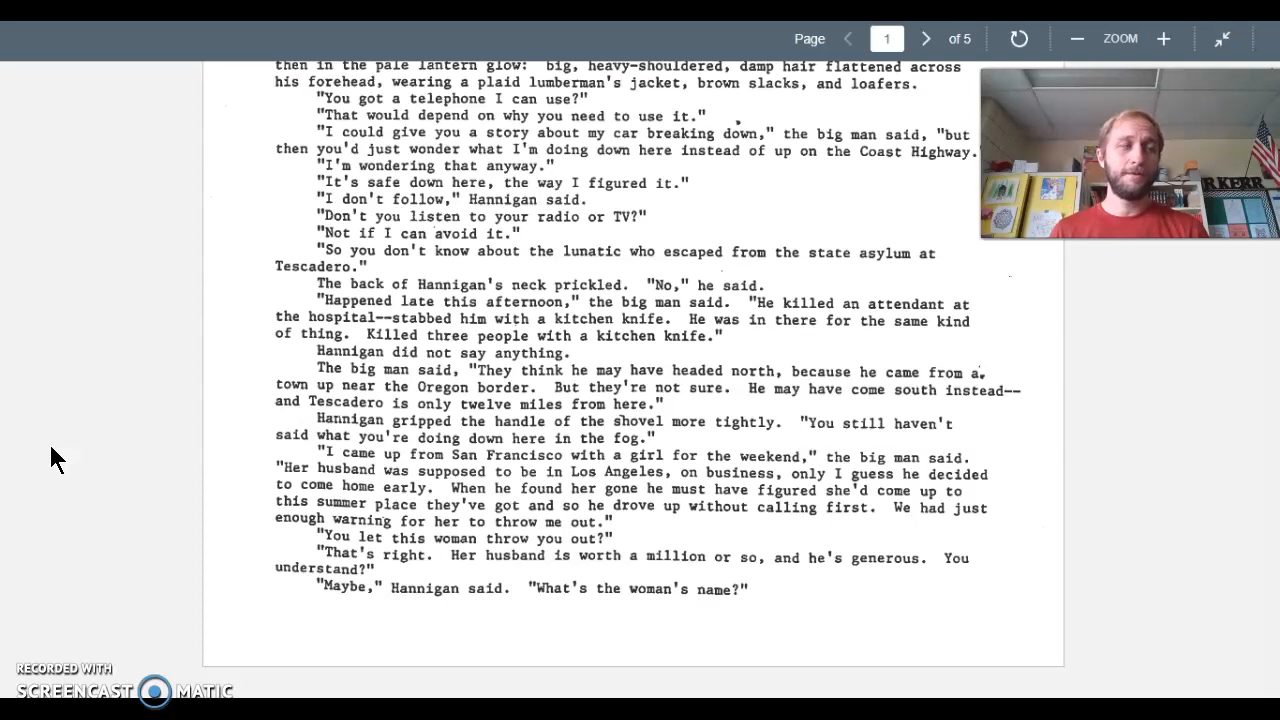 Page 1 of 5 ZOOM
then in the pale lantern glow: big, heavy-shouldered, damp hair flattened across
his forehead, wearing a plaid lumberman's jacket, brown slacks, and loafers.
"You got a telephone I can use?"
"That would depend on why you need to use it."
"I could give you a story about my car breaking down," the big man said, "but
then you'd just wonder what I'm doing down here instead of up on the Coast Highway.
"I'm wondering that anyway."
"It's safe down here, the way I figured it."
"I don't follow," Hannigan said.
"Don't you listen to your radio or TV?"
"Not if I can avoid it."
"So you don't know about the lunatic who escaped from the state asylum at
Tescadero."
The back of Hannigan's neck prickled. "No," he said.
"Happened late this afternoon," the big man said. "He killed an attendant at
the hospital--stabbed him with a kitchen knife. He was in there for the same kind
of thing. Killed three people with a kitchen knife."
Hannigan did not say anything.
The big man said, "They think he may have headed north, because he came from a
town up near the Oregon border. But they're not sure. He may have come south instead--
and Tescadero is only twelve miles from here."
Hannigan gripped the handle of the shovel more tightly. "You still haven't
said what you're doing down here in the fog."
"I came up from San Francisco with a girl for the weekend," the big man said.
"Her husband was supposed to be in Los Angeles, on business, only I guess he decided
to come home early. When he found her gone he must have figured she'd come up to
this summer place they've got and so he drove up without calling first. We had just
enough warning for her to throw me out."
"You let this woman throw you out?"
"That's right. Her husband is worth a million or so, and he's generous. You
understand?"
"Maybe," Hannigan said. "What's the woman's name?"
RKERR
RECORDED WITH
SCREENCAST MATIC